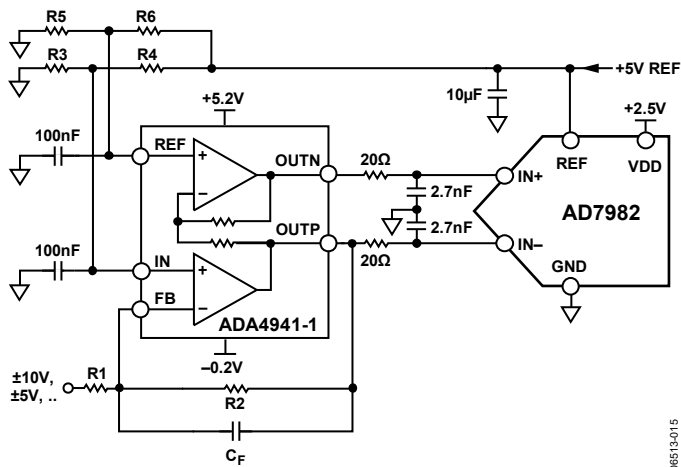 R5
R6
R3
R4
+5V REF
10µF
+5.2V
+2.5V
100nF
REF
OUTN
20Ω
REF
VDD
IN+
2.7nF
AD7982
2.7nF
OUTP
100nF
IN
20Ω
IN–
FB
GND
ADA4941-1
–0.2V
±10V,
±5V, ..
R1
R2
CF
06513-015